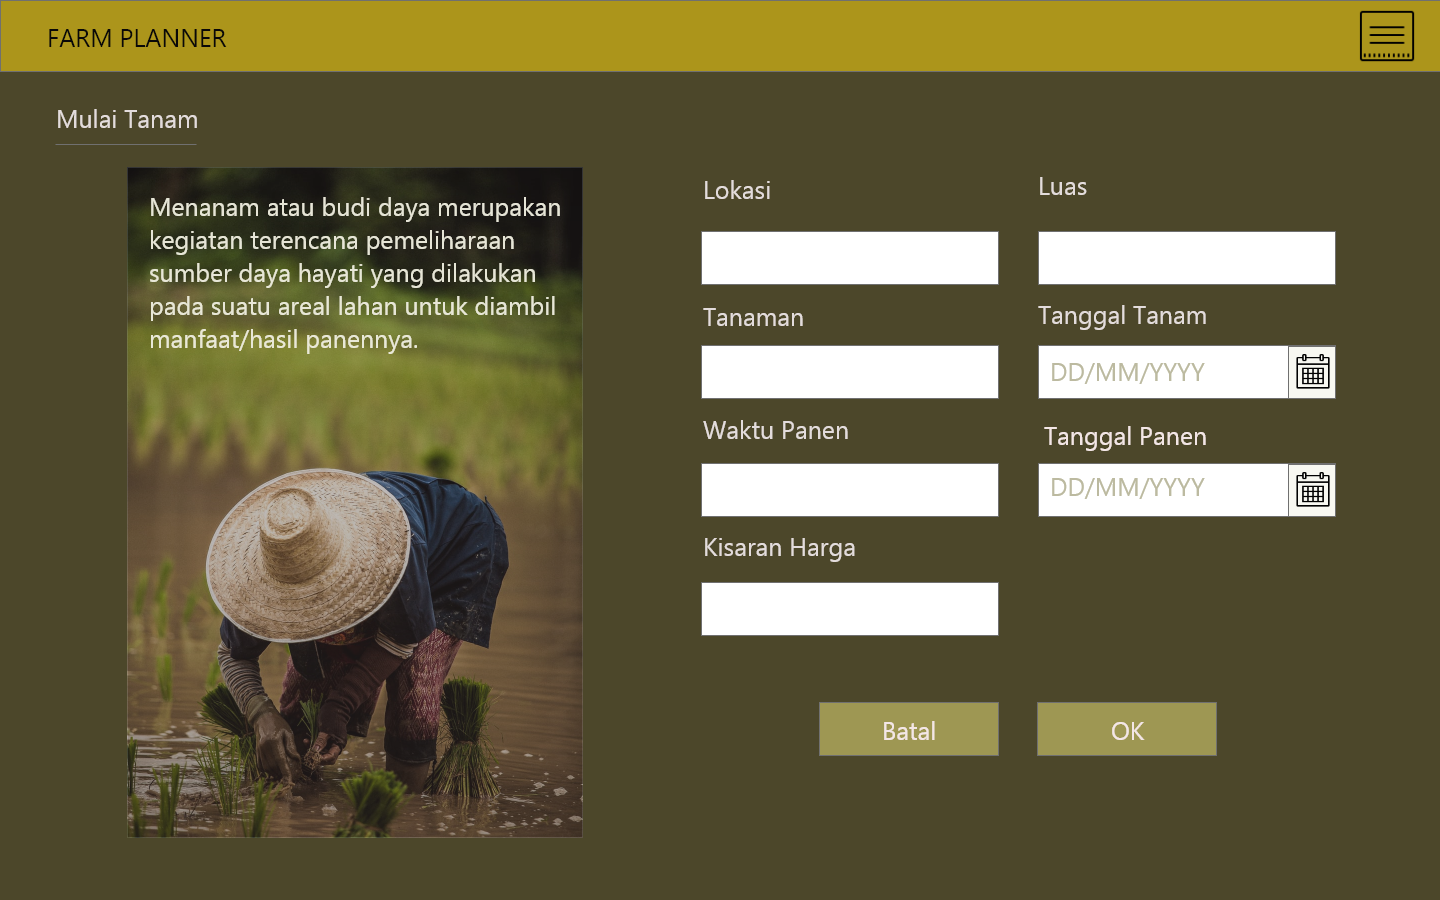 FARM PLANNER
Mulai Tanam
Menanam atau budi daya merupakan
kegiatan terencana pemeliharaan
sumber daya hayati yang dilakukan
pada suatu areal lahan untuk diambil
manfaat/hasil panennya.
Lokasi
Luas
Tanaman
Tanggal Tanam
DD/MM/YYYY
Waktu Panen
Tanggal Panen
DD/MM/YYYY
Kisaran Harga
Batal
OK